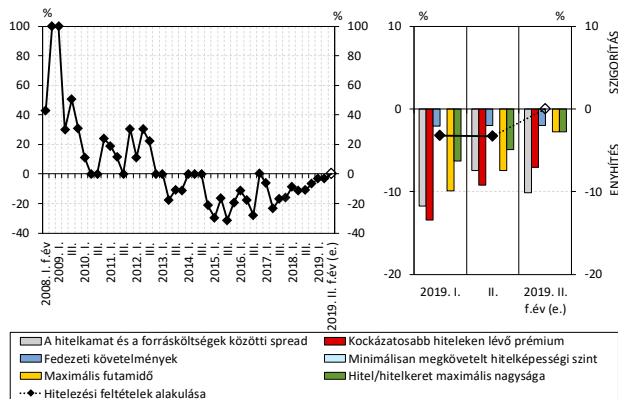 % % % %
100 100 10 10
80 80
60 60
40 40
20 20
0 0 0 0
-20 -20
-40 -40
-10 -10
-20 -20
SZIGORÍTÁS
ENYHÍTÉS
2008. I. f.év
2009. I.
III.
2010. I.
III.
2011. I.
III.
2012. I.
III.
2013. I.
III.
2014. I.
III.
2015. I.
III.
2016. I.
III.
2017. I.
III.
2018. I.
III.
2019. I.
2019. II. f.év (e.)
2019. I. II. 2019. II.
f.év (e.)
A hitelkamat és a forrásköltségek közötti spread
Kockázatosabb hiteleken lévő prémium
Fedezeti követelmények
Minimálisan megkövetelt hitelképességi szint
Maximális futamidő
Hitel/hitelkeret maximális nagysága
Hitelezési feltételek alakulása